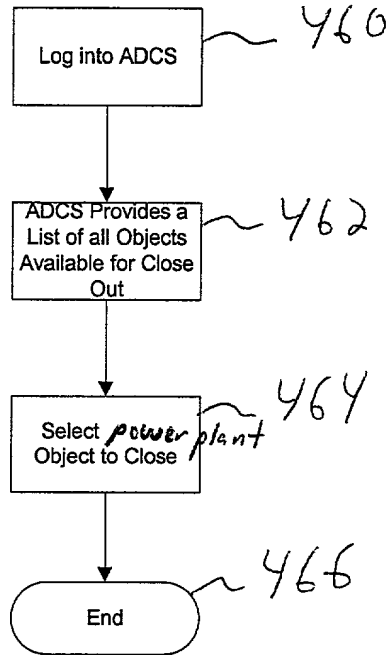 Log into ADCS
460
ADCS Provides a
List of all Objects
Available for Close
Out
462
Select power plant
Object to Close
464
End
466